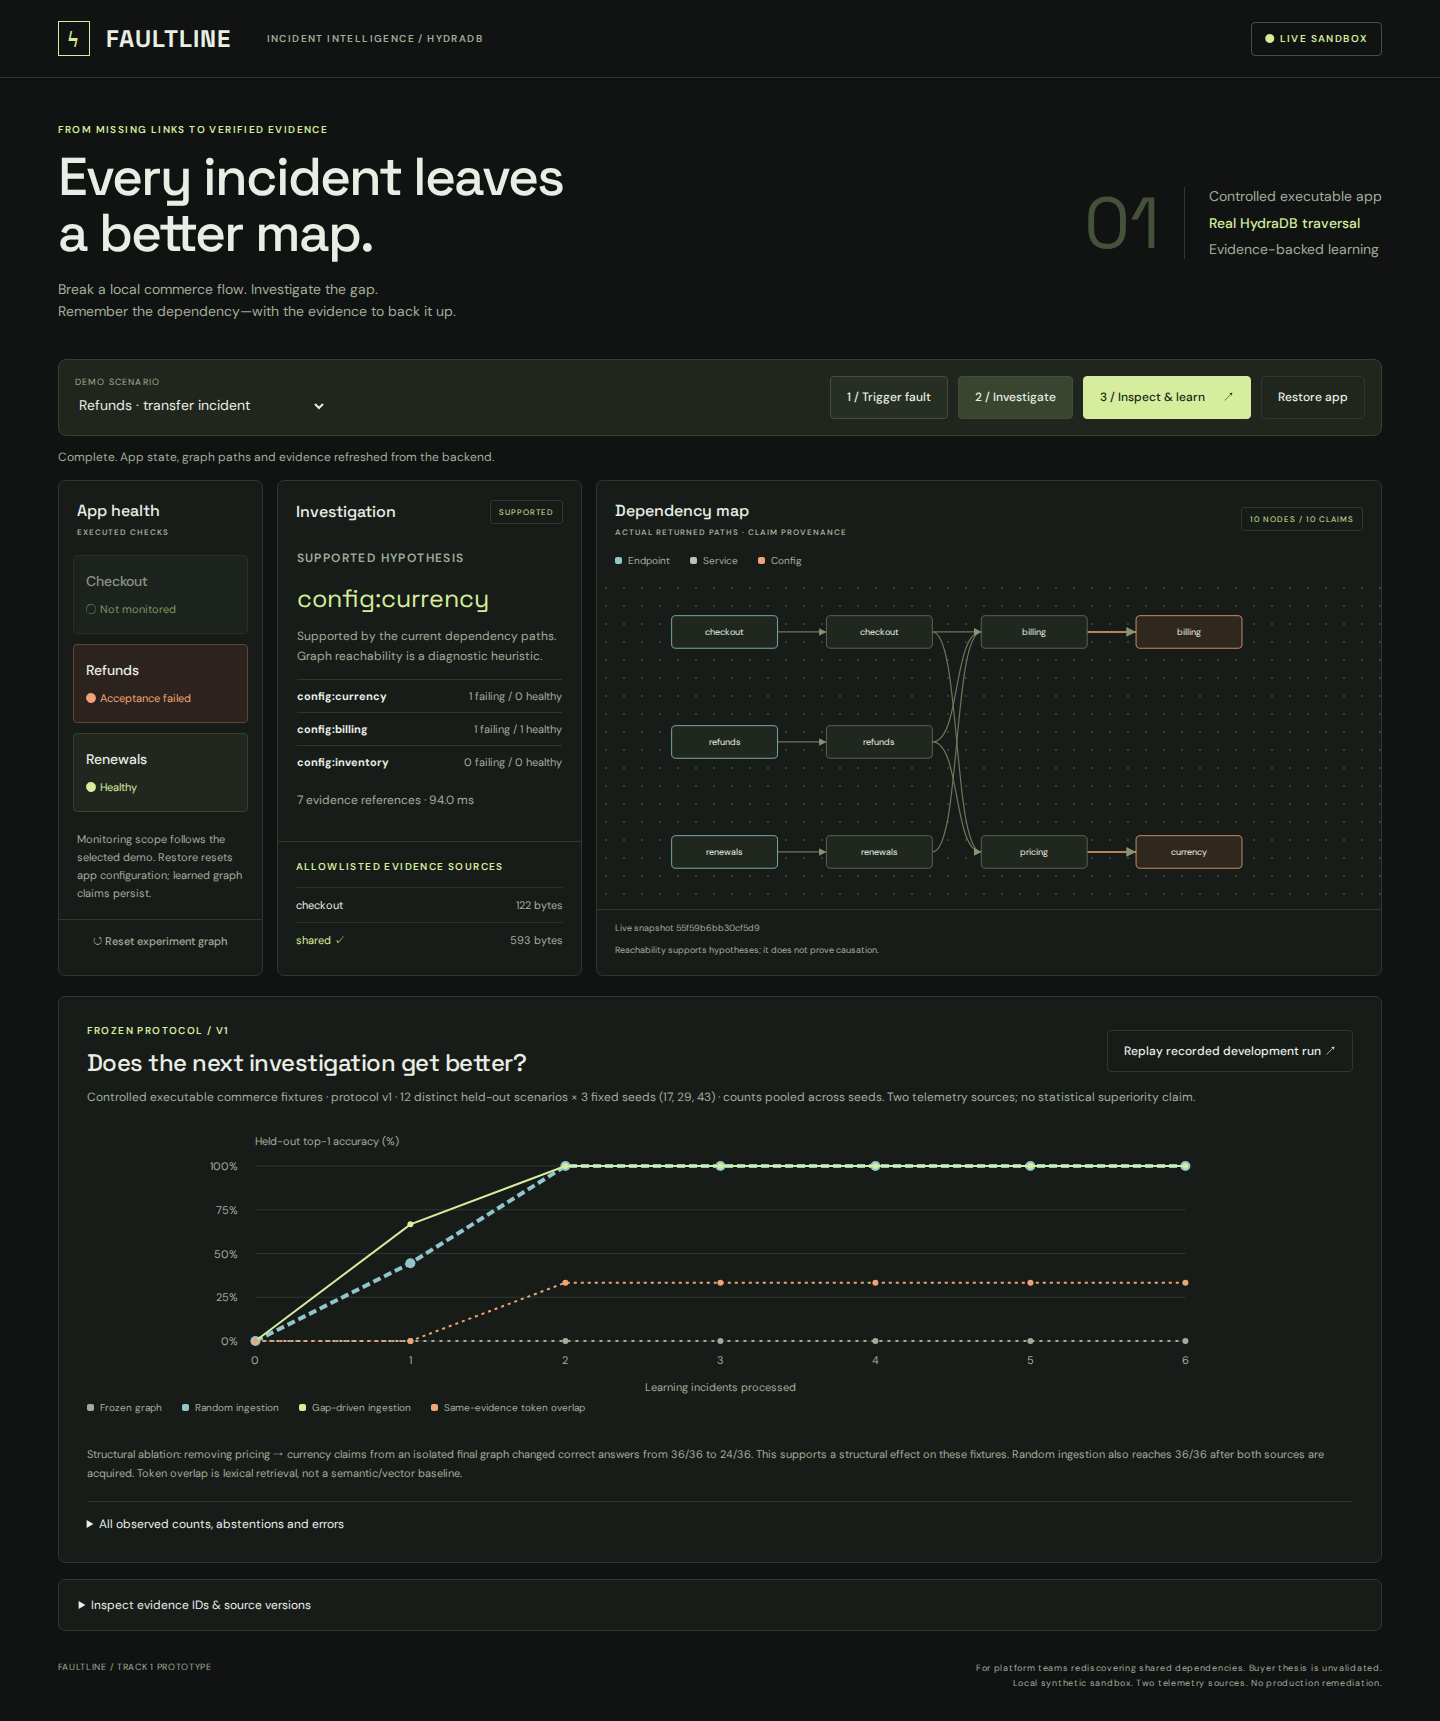 ϟ FAULTLINE
INCIDENT INTELLIGENCE / HYDRADB
LIVE SANDBOX
FROM MISSING LINKS TO VERIFIED EVIDENCE
Every incident leaves
a better map.
Break a local commerce flow. Investigate the gap.
Remember the dependency—with the evidence to back it up.
01
Controlled executable app
Real HydraDB traversal
Evidence-backed learning
DEMO SCENARIO
Refunds · transfer incident
1 / Trigger fault
2 / Investigate
3 / Inspect & learn ↗
Restore app
Complete. App state, graph paths and evidence refreshed from the backend.
App health
EXECUTED CHECKS
Checkout
Not monitored
Refunds
Acceptance failed
Renewals
Healthy
Monitoring scope follows the
selected demo. Restore resets
app configuration; learned graph
claims persist.
↺ Reset experiment graph
Investigation
SUPPORTED
SUPPORTED HYPOTHESIS
config:currency
Supported by the current dependency paths.
Graph reachability is a diagnostic heuristic.
config:currency 1 failing / 0 healthy
config:billing 1 failing / 1 healthy
config:inventory 0 failing / 0 healthy
7 evidence references · 94.0 ms
ALLOWLISTED EVIDENCE SOURCES
checkout 122 bytes
shared ✓ 593 bytes
Dependency map
ACTUAL RETURNED PATHS · CLAIM PROVENANCE
10 NODES / 10 CLAIMS
Endpoint Service Config
checkout checkout billing billing
refunds refunds
renewals renewals pricing currency
Live snapshot 55f59b6bb30cf5d9
Reachability supports hypotheses; it does not prove causation.
FROZEN PROTOCOL / V1
Does the next investigation get better?
Replay recorded development run ↗
Controlled executable commerce fixtures · protocol v1 · 12 distinct held-out scenarios × 3 fixed seeds (17, 29, 43) · counts pooled across seeds. Two telemetry sources; no statistical superiority claim.
Held-out top-1 accuracy (%)
100%
75%
50%
25%
0%
0 1 2 3 4 5 6
Learning incidents processed
Frozen graph Random ingestion Gap-driven ingestion Same-evidence token overlap
Structural ablation: removing pricing → currency claims from an isolated final graph changed correct answers from 36/36 to 24/36. This supports a structural effect on these fixtures. Random ingestion also reaches 36/36 after both sources are
acquired. Token overlap is lexical retrieval, not a semantic/vector baseline.
▶ All observed counts, abstentions and errors
▶ Inspect evidence IDs & source versions
FAULTLINE / TRACK 1 PROTOTYPE
For platform teams rediscovering shared dependencies. Buyer thesis is unvalidated.
Local synthetic sandbox. Two telemetry sources. No production remediation.